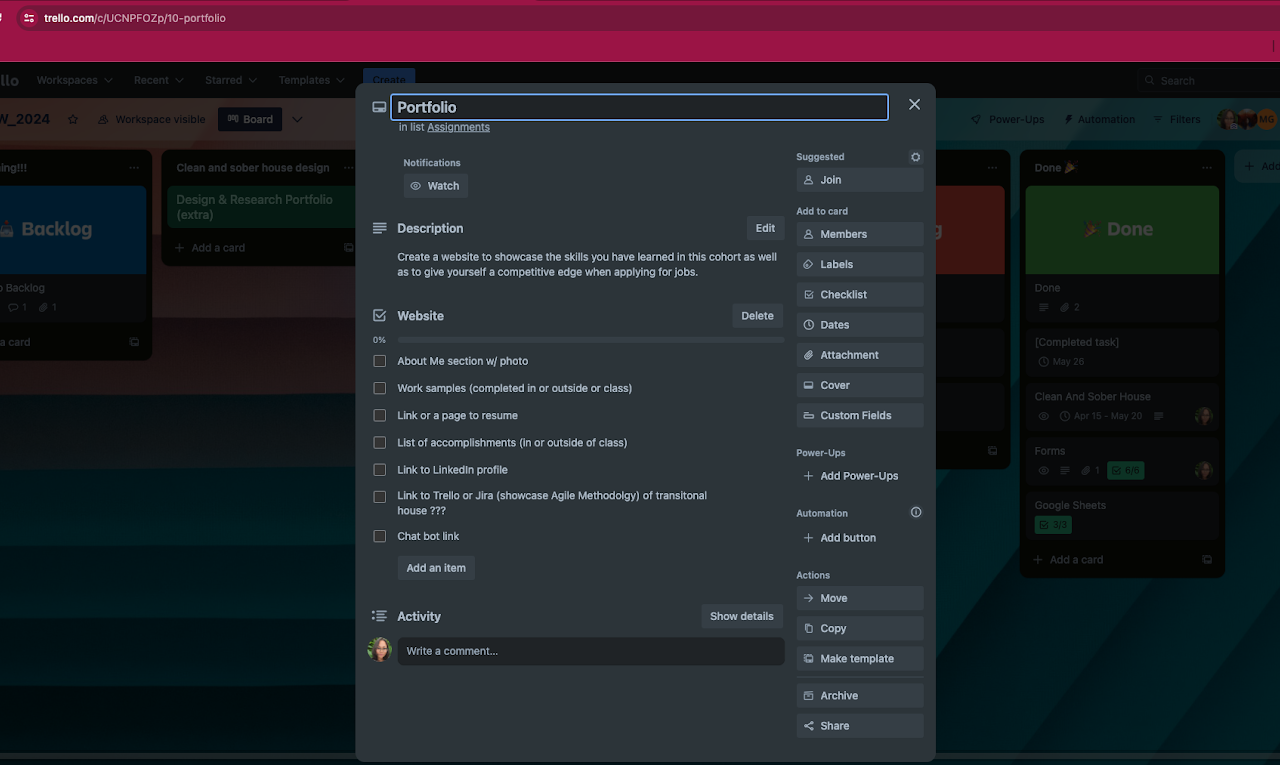 trello.com/c/UCNPFOZp/10-portfolio
llo Workspaces Recent Starred Templates Create Search
W_2024 Workspace visible Board Power-Ups Automation Filters MG
Portfolio
in list Assignments
Notifications
Watch
Description Edit
Create a website to showcase the skills you have learned in this cohort as well
as to give yourself a competitive edge when applying for jobs.
Website Delete
0%
About Me section w/ photo
Work samples (completed in or outside or class)
Link or a page to resume
List of accomplishments (in or outside of class)
Link to LinkedIn profile
Link to Trello or Jira (showcase Agile Methodolgy) of transitonal
house ???
Chat bot link
Add an item
Activity Show details
Write a comment...
Suggested
Join
Add to card
Members
Labels
Checklist
Dates
Attachment
Cover
Custom Fields
Power-Ups
Add Power-Ups
Automation
Add button
Actions
Move
Copy
Make template
Archive
Share
ning!!!
Backlog
Backlog
1 1
a card
Clean and sober house design
Design & Research Portfolio
(extra)
Add a card
g
Done 🎉
🎉 Done
Done
2
[Completed task]
May 26
Clean And Sober House
Apr 15 - May 20
Forms
1 6/6
Google Sheets
3/3
Add a card
Add